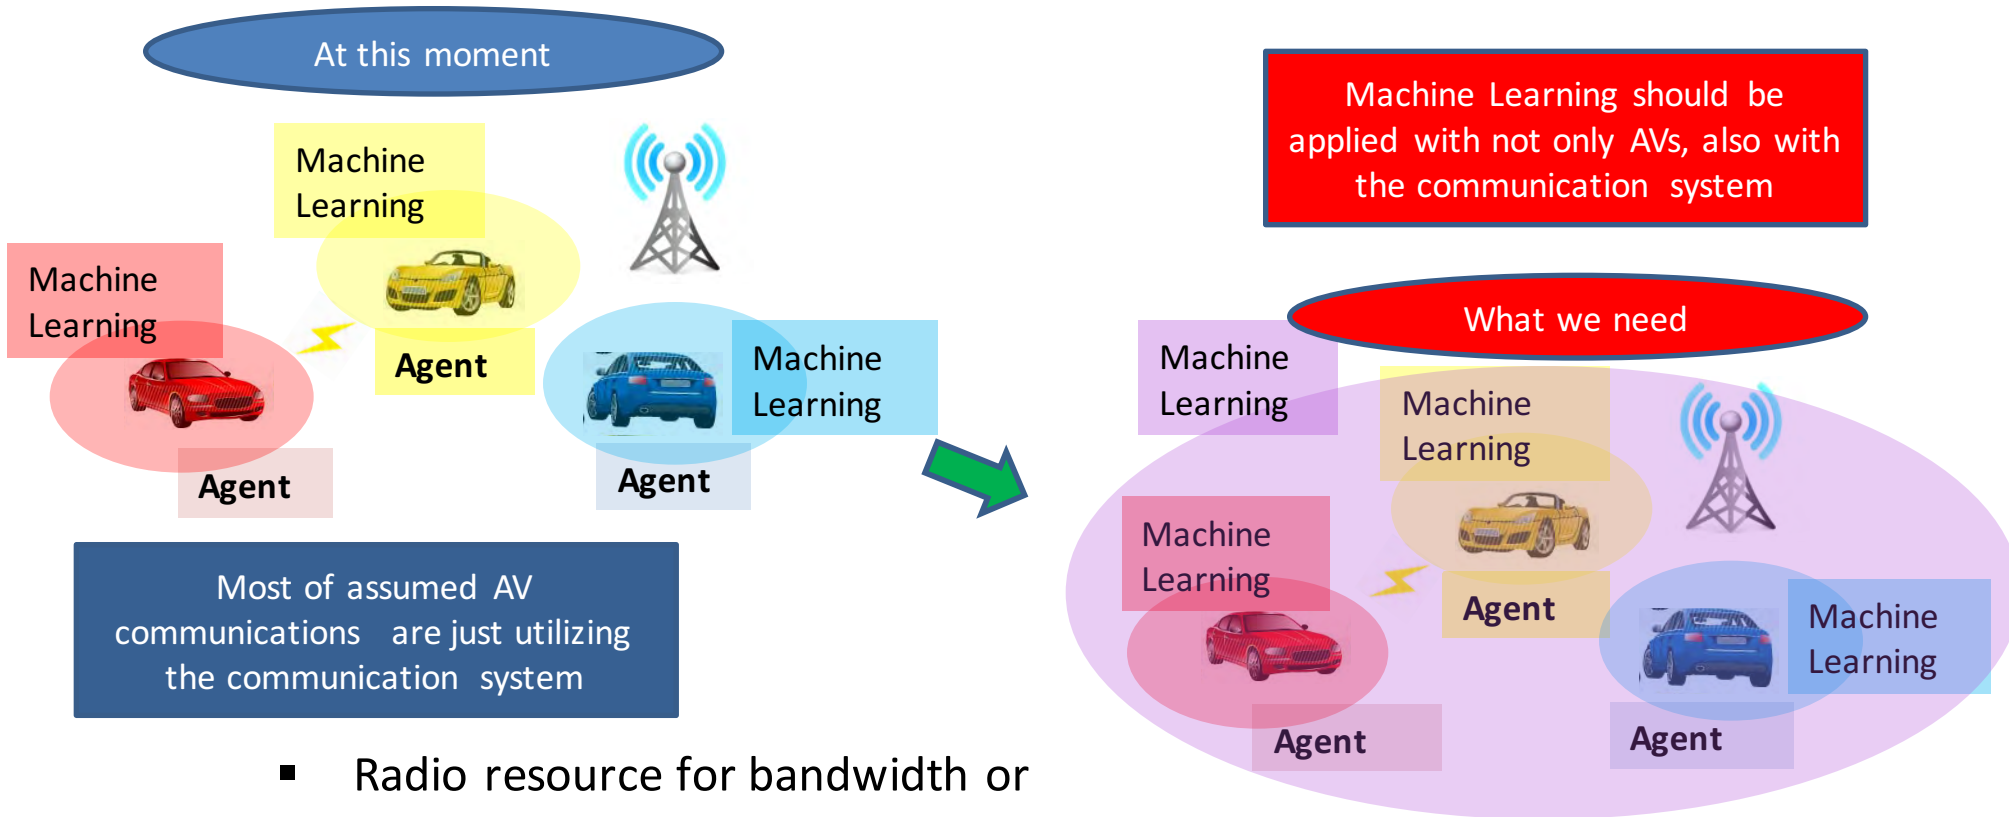 At this moment
Machine
Learning
Machine
Learning
Agent
Machine
Learning
Agent
Agent
Most of assumed AV
communications are just utilizing
the communication system
▪ Radio resource for bandwidth or
Machine Learning should be
applied with not only AVs, also with
the communication system
What we need
Machine
Learning
Machine
Learning
Machine
Learning
Agent
Machine
Learning
Agent
Agent